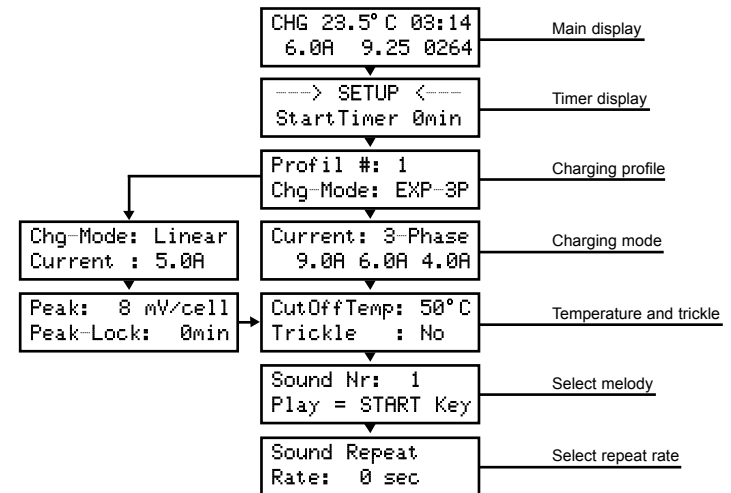 CHG 23.5°C 03:14
6.0A 9.25 0264
Main display
---> SETUP <---
StartTimer 0min
Timer display
Profil #: 1
Chg-Mode: EXP-3P
Charging profile
Chg-Mode: Linear
Current : 5.0A
Current: 3-Phase
9.0A 6.0A 4.0A
Charging mode
Peak: 8 mV/cell
Peak-Lock: 0min
CutOffTemp: 50°C
Trickle : No
Temperature and trickle
Sound Nr: 1
Play = START Key
Select melody
Sound Repeat
Rate: 0 sec
Select repeat rate